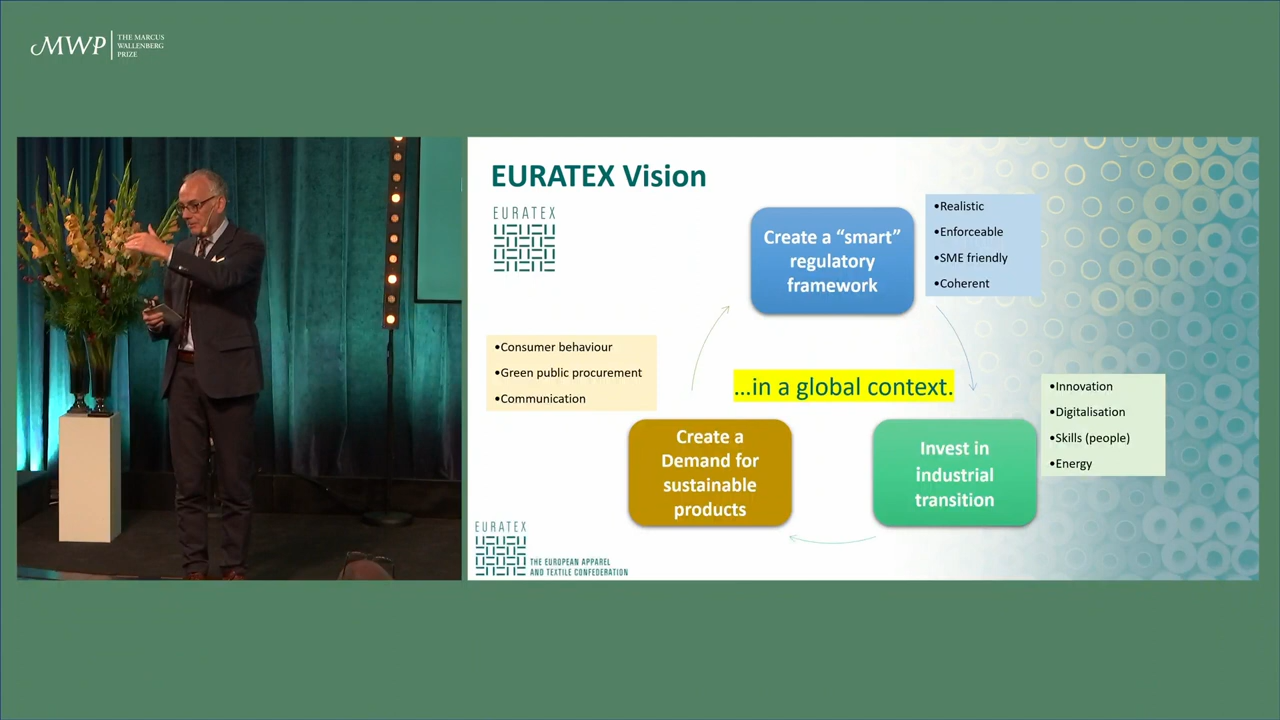 MWP
THE MARCUS
WALLENBERG
PRIZE
EURATEX Vision
EURATEX
Create a “smart”
regulatory
framework
•Realistic
•Enforceable
•SME friendly
•Coherent
•Consumer behaviour
•Green public procurement
•Communication
...in a global context.
•Innovation
•Digitalisation
•Skills (people)
•Energy
Create a
Demand for
sustainable
products
Invest in
industrial
transition
EURATEX
THE EUROPEAN APPAREL
AND TEXTILE CONFEDERATION